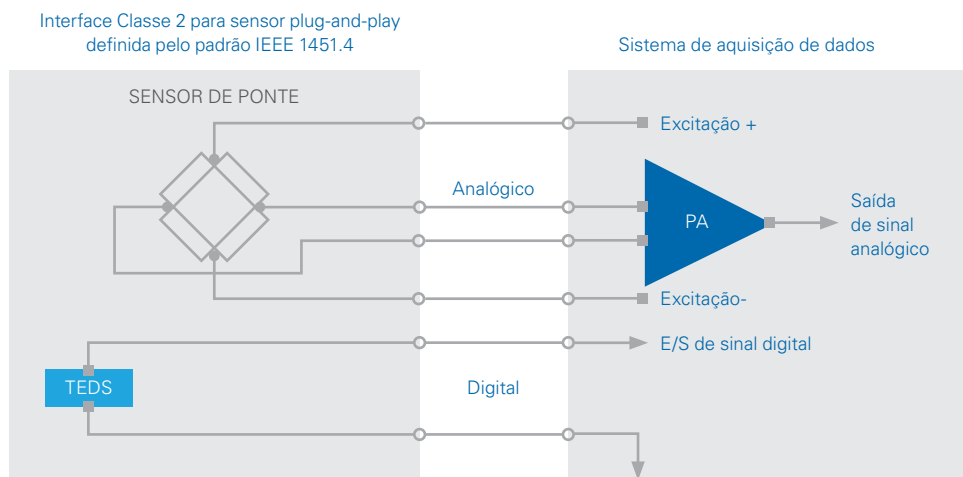 Interface Classe 2 para sensor plug-and-play
definida pelo padrão IEEE 1451.4
Sistema de aquisição de dados
SENSOR DE PONTE
Excitação +
Analógico
PA
Saída
de sinal
analógico
Excitação-
E/S de sinal digital
TEDS
Digital